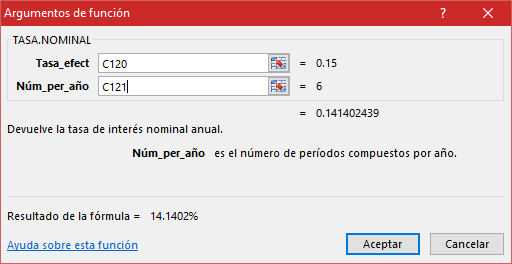 Argumentos de función
?
TASA.NOMINAL
Tasa_efect C120 = 0.15
Núm_per_año C121 = 6
= 0.141402439
Devuelve la tasa de interés nominal anual.
Núm_per_año es el número de períodos compuestos por año.
Resultado de la fórmula = 14.1402%
Ayuda sobre esta función Aceptar Cancelar